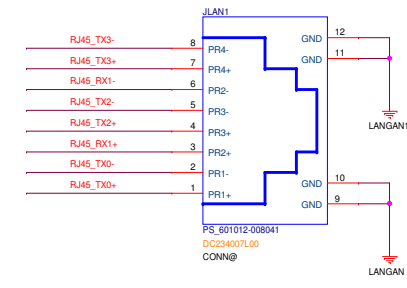 JLAN1
RJ45_TX3- 8 PR4- GND 12
RJ45_TX3+ 7 PR4+ GND 11
RJ45_RX1- 6 PR2-
RJ45_TX2- 5 PR3-
RJ45_TX2+ 4 PR3+
LANGAN1
RJ45_RX1+ 3 PR2+
RJ45_TX0- 2 PR1- GND 10
RJ45_TX0+ 1 PR1+ GND 9
PS_601012-008041
DC234007L00
CONN@
LANGAN